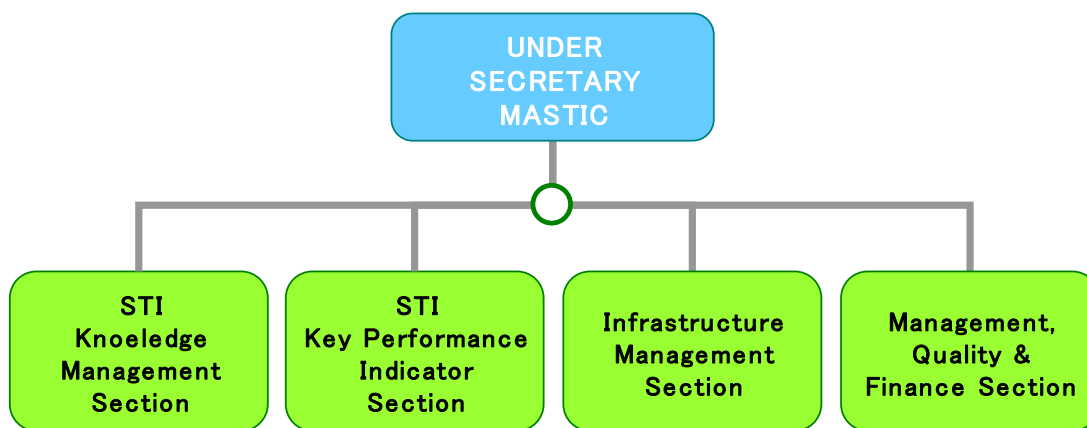 UNDER
SECRETARY
MASTIC
STI
Knoeledge
Management
Section
STI
Key Performance
Indicator
Section
Infrastructure
Management
Section
Management,
Quality &
Finance Section